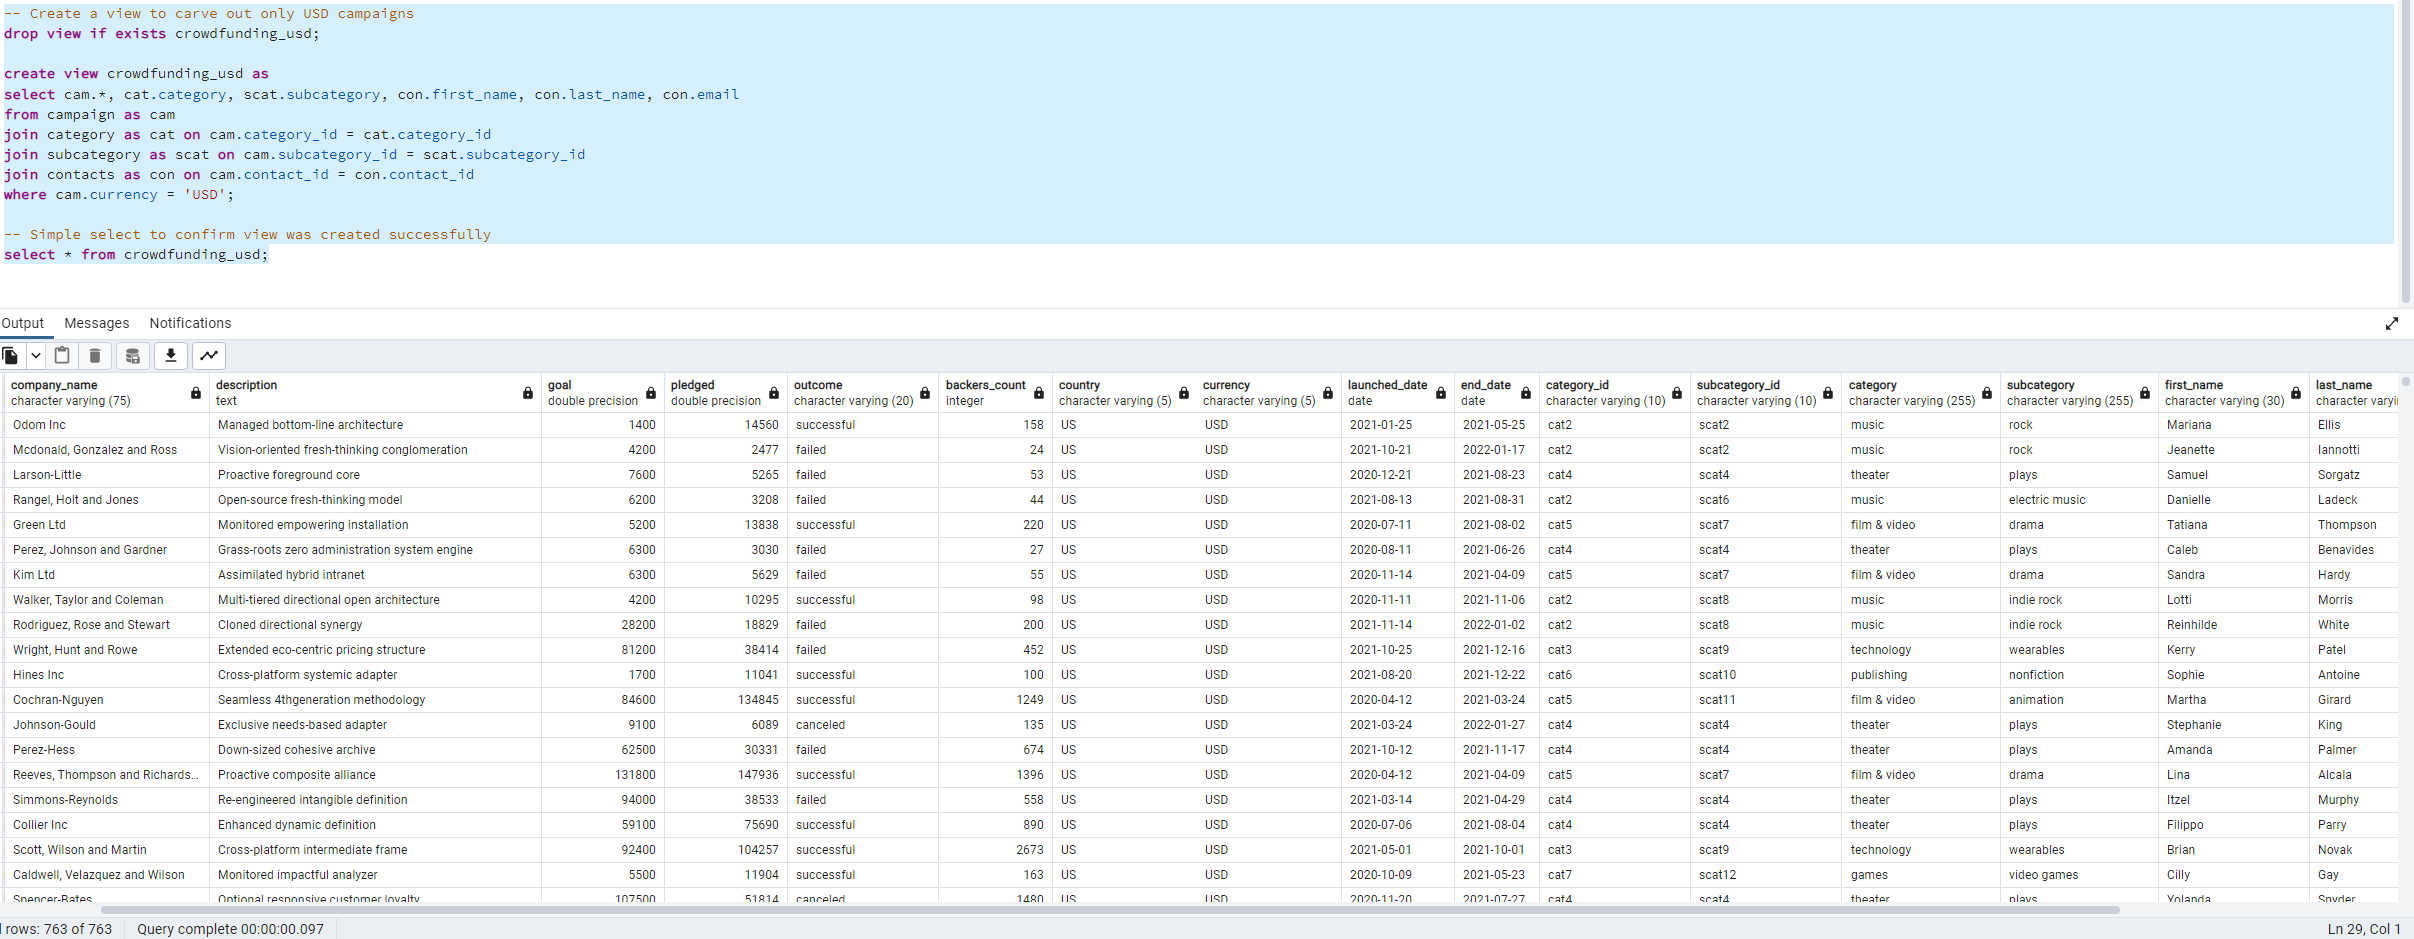 -- Create a view to carve out only USD campaigns
drop view if exists crowdfunding_usd;
create view crowdfunding_usd as
select cam.*, cat.category, scat.subcategory, con.first_name, con.last_name, con.email
from campaign as cam
join category as cat on cam.category_id = cat.category_id
join subcategory as scat on cam.subcategory_id = scat.subcategory_id
join contacts as con on cam.contact_id = con.contact_id
where cam.currency = 'USD';
-- Simple select to confirm view was created successfully
select * from crowdfunding_usd;
Output Messages Notifications
company_name description goal pledged outcome backers_count country currency launched_date end_date category_id subcategory_id category subcategory first_name last_name
character varying (75) text double precision double precision character varying (20) integer character varying (5) character varying (5) date date character varying (10) character varying (10) character varying (255) character varying (255) character varying (30) character varyi
Odom Inc Managed bottom-line architecture 1400 14560 successful 158 US USD 2021-01-25 2021-05-25 cat2 scat2 music rock Mariana Ellis
Mcdonald, Gonzalez and Ross Vision-oriented fresh-thinking conglomeration 4200 2477 failed 24 US USD 2021-10-21 2022-01-17 cat2 scat2 music rock Jeanette Iannotti
Larson-Little Proactive foreground core 7600 5265 failed 53 US USD 2020-12-21 2021-08-23 cat4 scat4 theater plays Samuel Sorgatz
Rangel, Holt and Jones Open-source fresh-thinking model 6200 3208 failed 44 US USD 2021-08-13 2021-08-31 cat2 scat6 music electric music Danielle Ladeck
Green Ltd Monitored empowering installation 5200 13838 successful 220 US USD 2020-07-11 2021-08-02 cat5 scat7 film & video drama Tatiana Thompson
Perez, Johnson and Gardner Grass-roots zero administration system engine 6300 3030 failed 27 US USD 2020-08-11 2021-06-26 cat4 scat4 theater plays Caleb Benavides
Kim Ltd Assimilated hybrid intranet 6300 5629 failed 55 US USD 2020-11-14 2021-04-09 cat5 scat7 film & video drama Sandra Hardy
Walker, Taylor and Coleman Multi-tiered directional open architecture 4200 10295 successful 98 US USD 2020-11-11 2021-11-06 cat2 scat8 music indie rock Lotti Morris
Rodriguez, Rose and Stewart Cloned directional synergy 28200 18829 failed 200 US USD 2021-11-14 2022-01-02 cat2 scat8 music indie rock Reinhilde White
Wright, Hunt and Rowe Extended eco-centric pricing structure 81200 38414 failed 452 US USD 2021-10-25 2021-12-16 cat3 scat9 technology wearables Kerry Patel
Hines Inc Cross-platform systemic adapter 1700 11041 successful 100 US USD 2021-08-20 2021-12-22 cat6 scat10 publishing nonfiction Sophie Antoine
Cochran-Nguyen Seamless 4thgeneration methodology 84600 134845 successful 1249 US USD 2020-04-12 2021-03-24 cat5 scat11 film & video animation Martha Girard
Johnson-Gould Exclusive needs-based adapter 9100 6089 canceled 135 US USD 2021-03-24 2022-01-27 cat4 scat4 theater plays Stephanie King
Perez-Hess Down-sized cohesive archive 62500 30331 failed 674 US USD 2021-10-12 2021-11-17 cat4 scat4 theater plays Amanda Palmer
Reeves, Thompson and Richards... Proactive composite alliance 131800 147936 successful 1396 US USD 2020-04-12 2021-04-09 cat5 scat7 film & video drama Lina Alcala
Simmons-Reynolds Re-engineered intangible definition 94000 38533 failed 558 US USD 2021-03-14 2021-04-29 cat4 scat4 theater plays Itzel Murphy
Collier Inc Enhanced dynamic definition 59100 75690 successful 890 US USD 2020-07-06 2021-08-04 cat4 scat4 theater plays Filippo Parry
Scott, Wilson and Martin Cross-platform intermediate frame 92400 104257 successful 2673 US USD 2021-05-01 2021-10-01 cat3 scat9 technology wearables Brian Novak
Caldwell, Velazquez and Wilson Monitored impactful analyzer 5500 11904 successful 163 US USD 2020-10-09 2021-05-23 cat7 scat12 games video games Cilly Gay
Spencer-Bates Optional responsive customer loyalty 107500 51814 canceled 1480 US USD 2020-11-20 2021-07-27 cat4 scat4 theater plays Yolanda Snyder
rows: 763 of 763 Query complete 00:00:00.097 Ln 29, Col 1